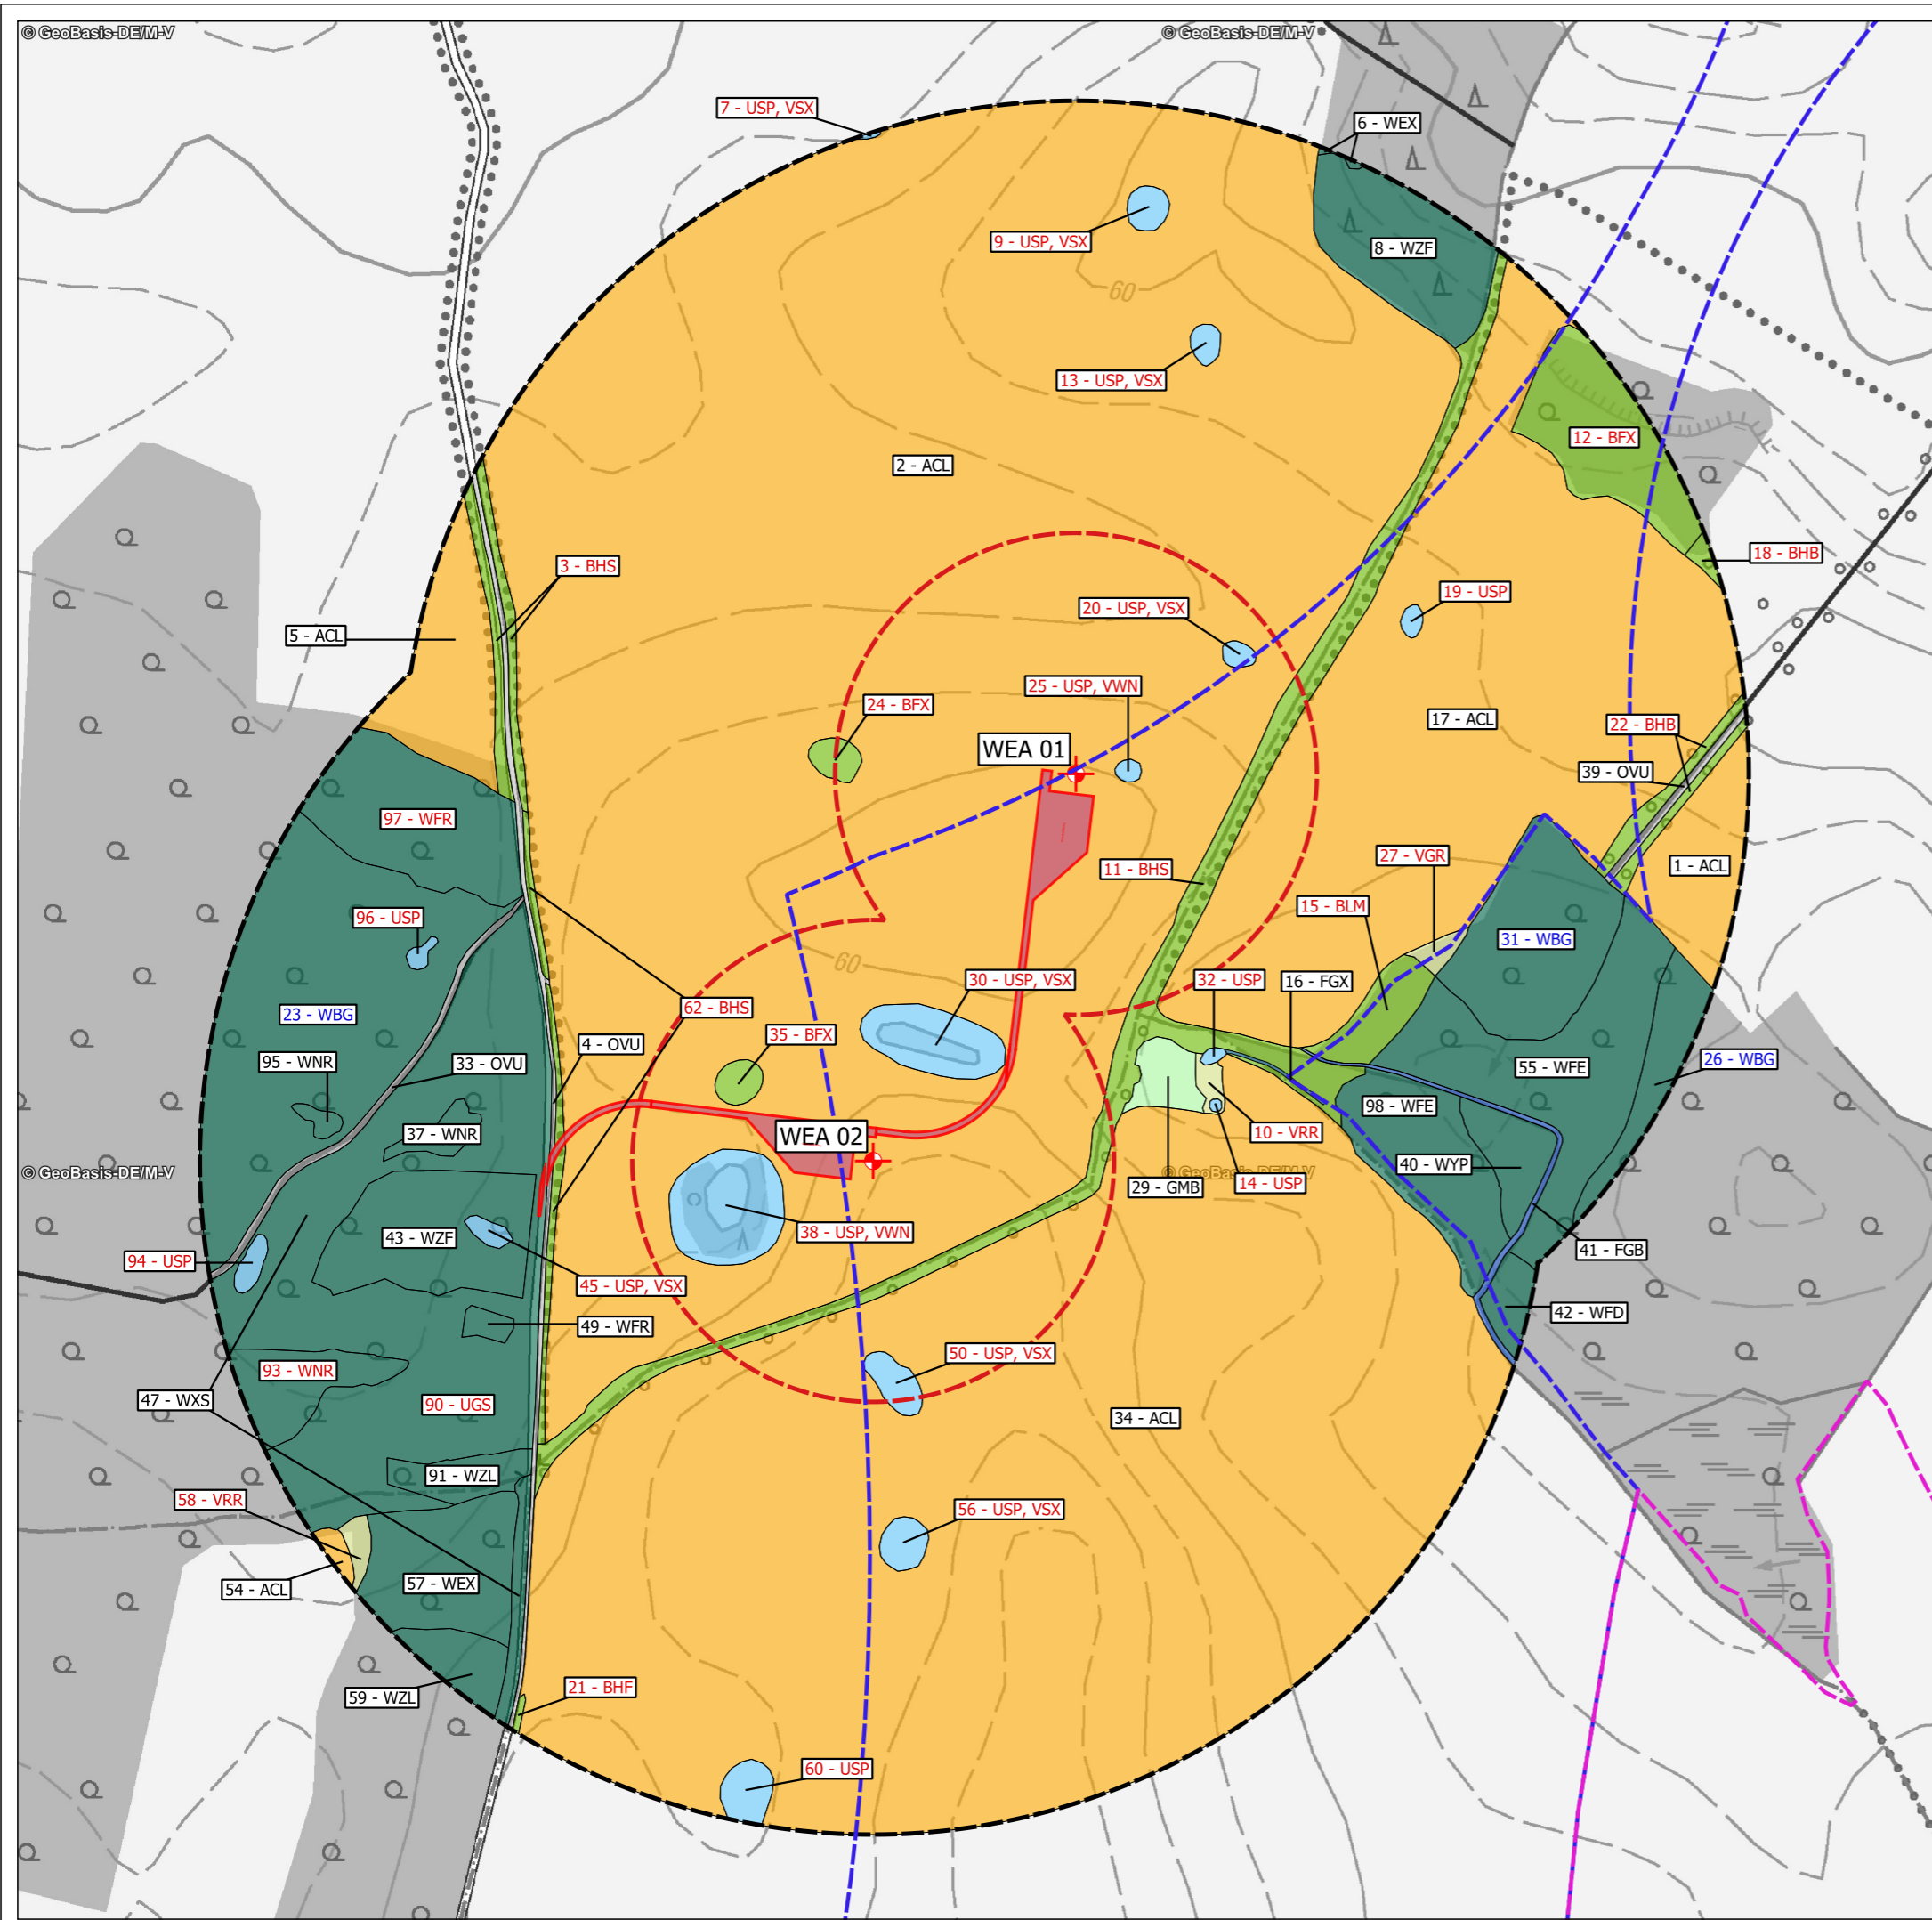 © GeoBasis-DE/M-V
© GeoBasis-DE/M-V
7 - USP, VSX
6 - WEX
9 - USP, VSX
8 - WZF
60
13 - USP, VSX
12 - BFX
2 - ACL
18 - BHB
3 - BHS
19 - USP
20 - USP, VSX
5 - ACL
25 - USP, VWN
24 - BFX
17 - ACL
22 - BHB
WEA 01
39 - OVU
97 - WFR
27 - VGR
1 - ACL
11 - BHS
15 - BLM
96 - USP
31 - WBG
60
30 - USP, VSX
32 - USP
16 - FGX
62 - BHS
23 - WBG
35 - BFX
4 - OVU
95 - WNR
33 - OVU
26 - WBG
55 - WFE
98 - WFE
37 - WNR
WEA 02
10 - VRR
40 - WYP
© GeoBasis-DE/M-V
© GeoBasis-DE/M-V
14 - USP
29 - GMB
38 - USP, VWN
43 - WZF
41 - FGB
94 - USP
45 - USP, VSX
42 - WFD
49 - WFR
50 - USP, VSX
93 - WNR
47 - WXS
90 - UGS
34 - ACL
91 - WZL
58 - VRR
56 - USP, VSX
57 - WEX
54 - ACL
21 - BHF
59 - WZL
60 - USP